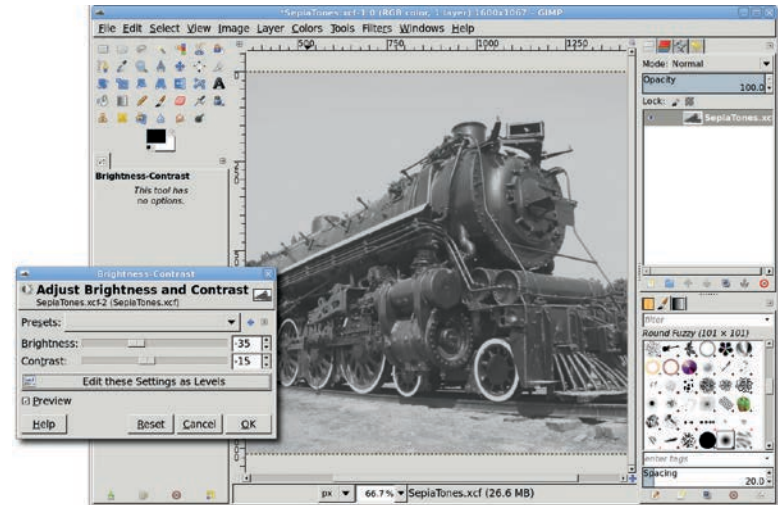 *SepiaTones.xcf-1.0 (RGB color, 1 layer) 1600x1067 – GIMP
File Edit Select View Image Layer Colors Tools Filters Windows Help
500 750 1000 1250
Mode: Normal
Opacity
100.0
Lock:
SepiaTones.xc
Brightness-Contrast
This tool has
no options.
Brightness-Contrast
Adjust Brightness and Contrast
SepiaTones.xcf-2 (SepiaTones.xcf)
Presets:
Brightness: -35
Contrast: -15
Edit these Settings as Levels
Preview
Help Reset Cancel OK
filter
Round Fuzzy (101 × 101)
enter tags
Spacing
20.0
px 66.7% SepiaTones.xcf (26.6 MB)